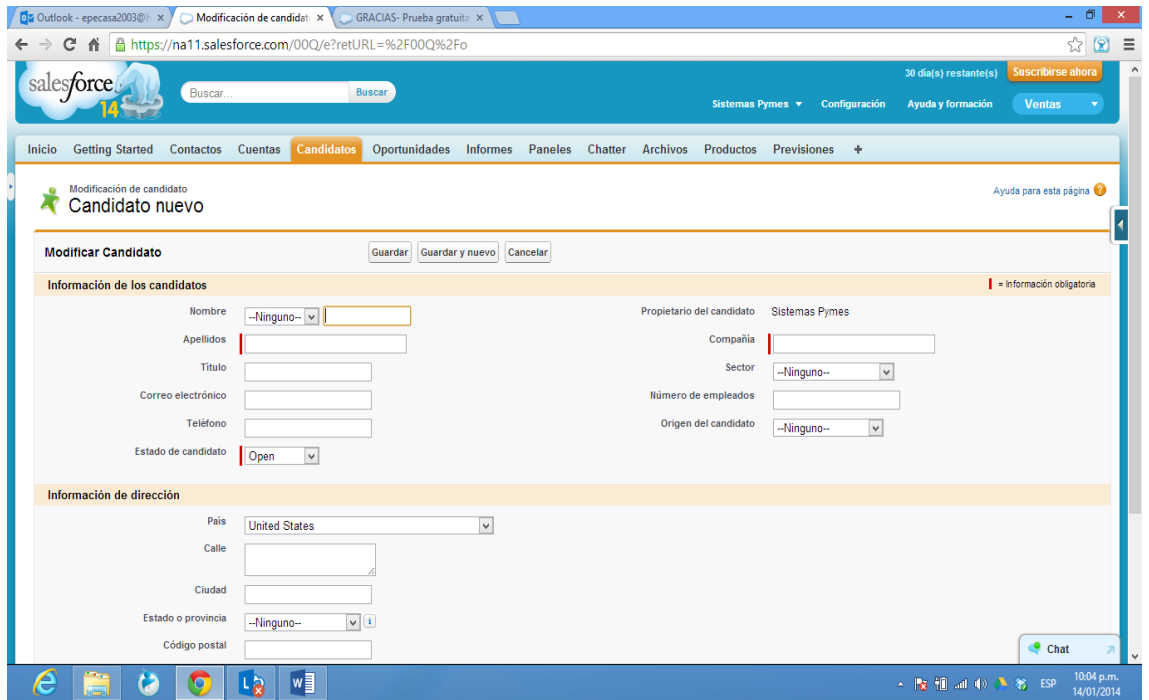 Outlook - epecasa2003@h
Modificación de candidat
GRACIAS- Prueba gratuita
https://na11.salesforce.com/00Q/e?retURL=%2F00Q%2Fo
salesforce
14
Buscar...
Buscar
30 día(s) restante(s)
Suscribirse ahora
Sistemas Pymes
Configuración
Ayuda y formación
Ventas
Inicio Getting Started Contactos Cuentas Candidatos Oportunidades Informes Paneles Chatter Archivos Productos Previsiones +
Modificación de candidato
Candidato nuevo
Ayuda para esta página ?
Modificar Candidato
Guardar
Guardar y nuevo
Cancelar
Información de los candidatos
= Información obligatoria
Nombre --Ninguno--
Propietario del candidato Sistemas Pymes
Apellidos
Compañía
Título
Sector --Ninguno--
Correo electrónico
Número de empleados
Teléfono
Origen del candidato --Ninguno--
Estado de candidato Open
Información de dirección
País United States
Calle
Ciudad
Estado o provincia --Ninguno-- i
Código postal
Chat
ESP
10:04 p.m.
14/01/2014